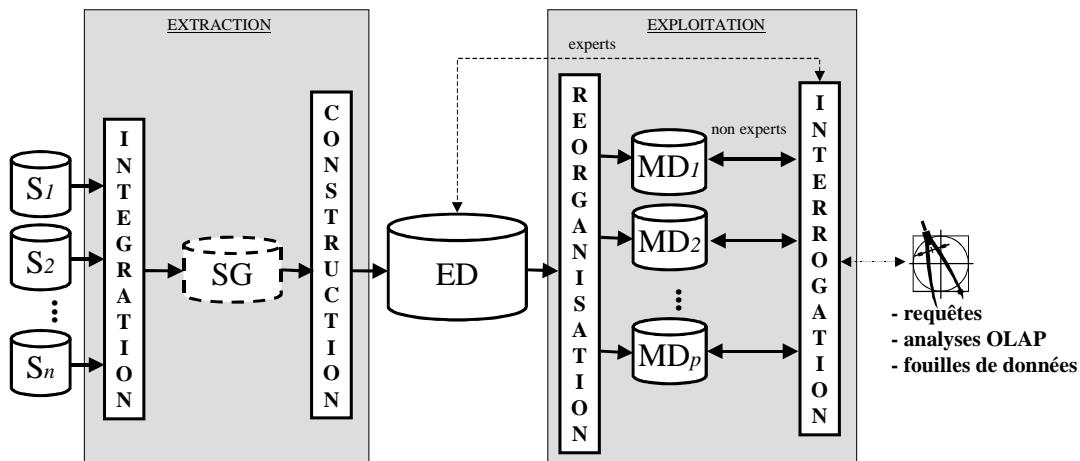 EXTRACTION
EXPLOITATION
experts
non experts
S1
S2
...
Sn
INTEGRATION
SG
CONSTRUCTION
ED
REORGANISATION
MD1
MD2
...
MDp
INTERROGATION
- requêtes
- analyses OLAP
- fouilles de données